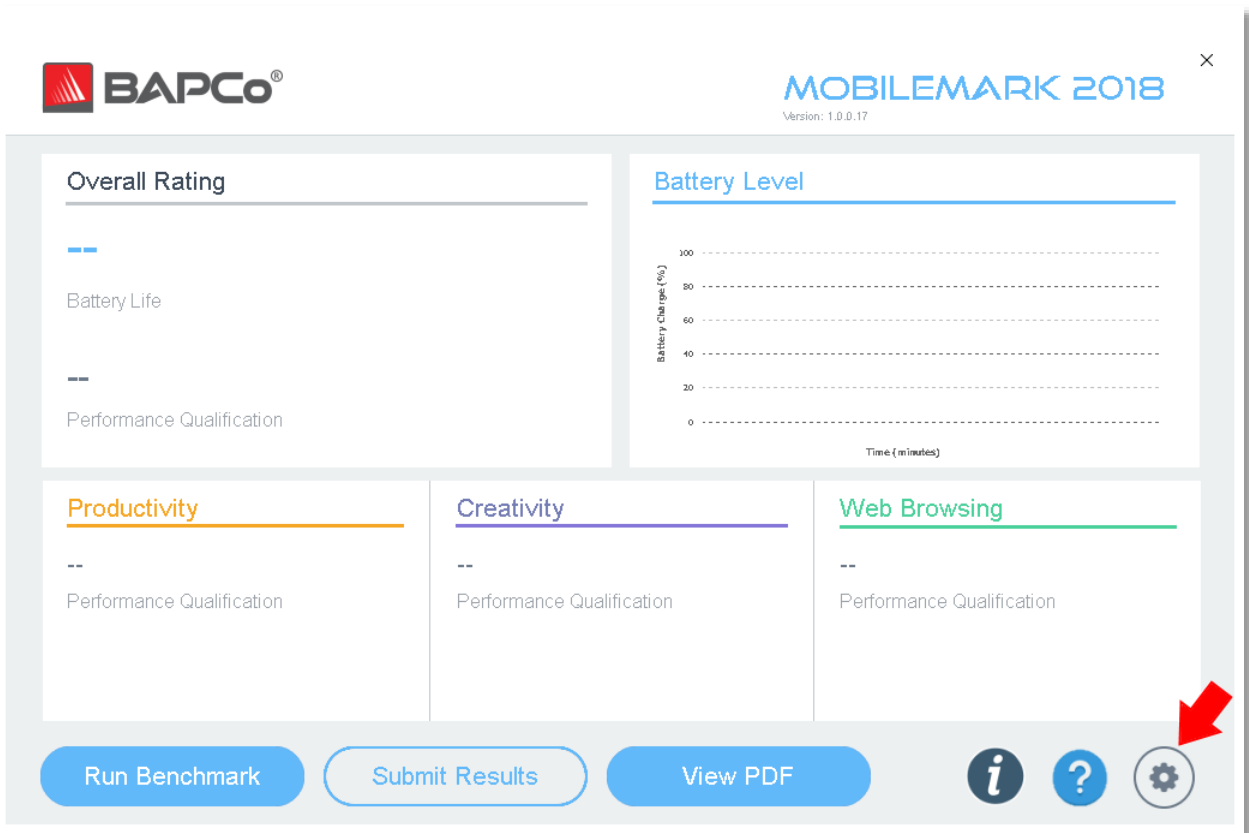 BAPCo®
MOBILEMARK 2018
Version: 1.0.0.17
Overall Rating
--
Battery Life
--
Performance Qualification
Battery Level
Battery Charge (%)
100
80
60
40
20
0
Time (minutes)
Productivity
--
Performance Qualification
Creativity
--
Performance Qualification
Web Browsing
--
Performance Qualification
Run Benchmark
Submit Results
View PDF
i
?